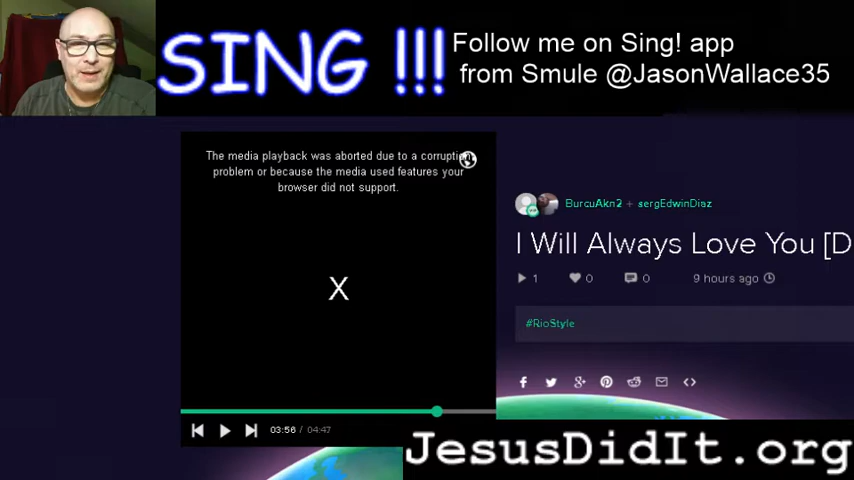 SING !!!
Follow me on Sing! app
from Smule @JasonWallace35
The media playback was aborted due to a corruption
problem or because the media used features your
browser did not support.
X
BurcuAkn2 + sergEdwinDiaz
I Will Always Love You [D
1 0 0 9 hours ago
#RioStyle
03:56 / 04:47
JesusDidIt.org